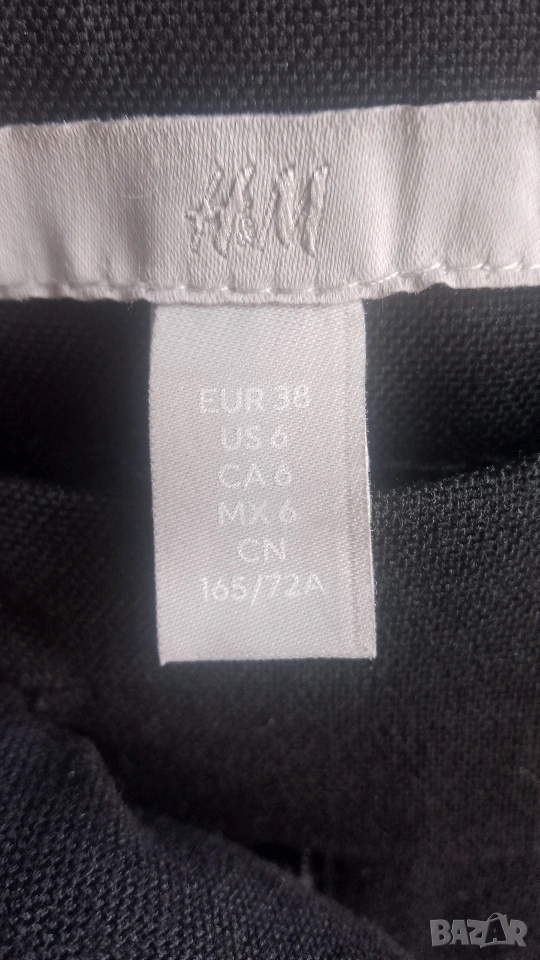 H&M
EUR 38
US 6
CA 6
MX 6
CN
165/72A
BAZAR